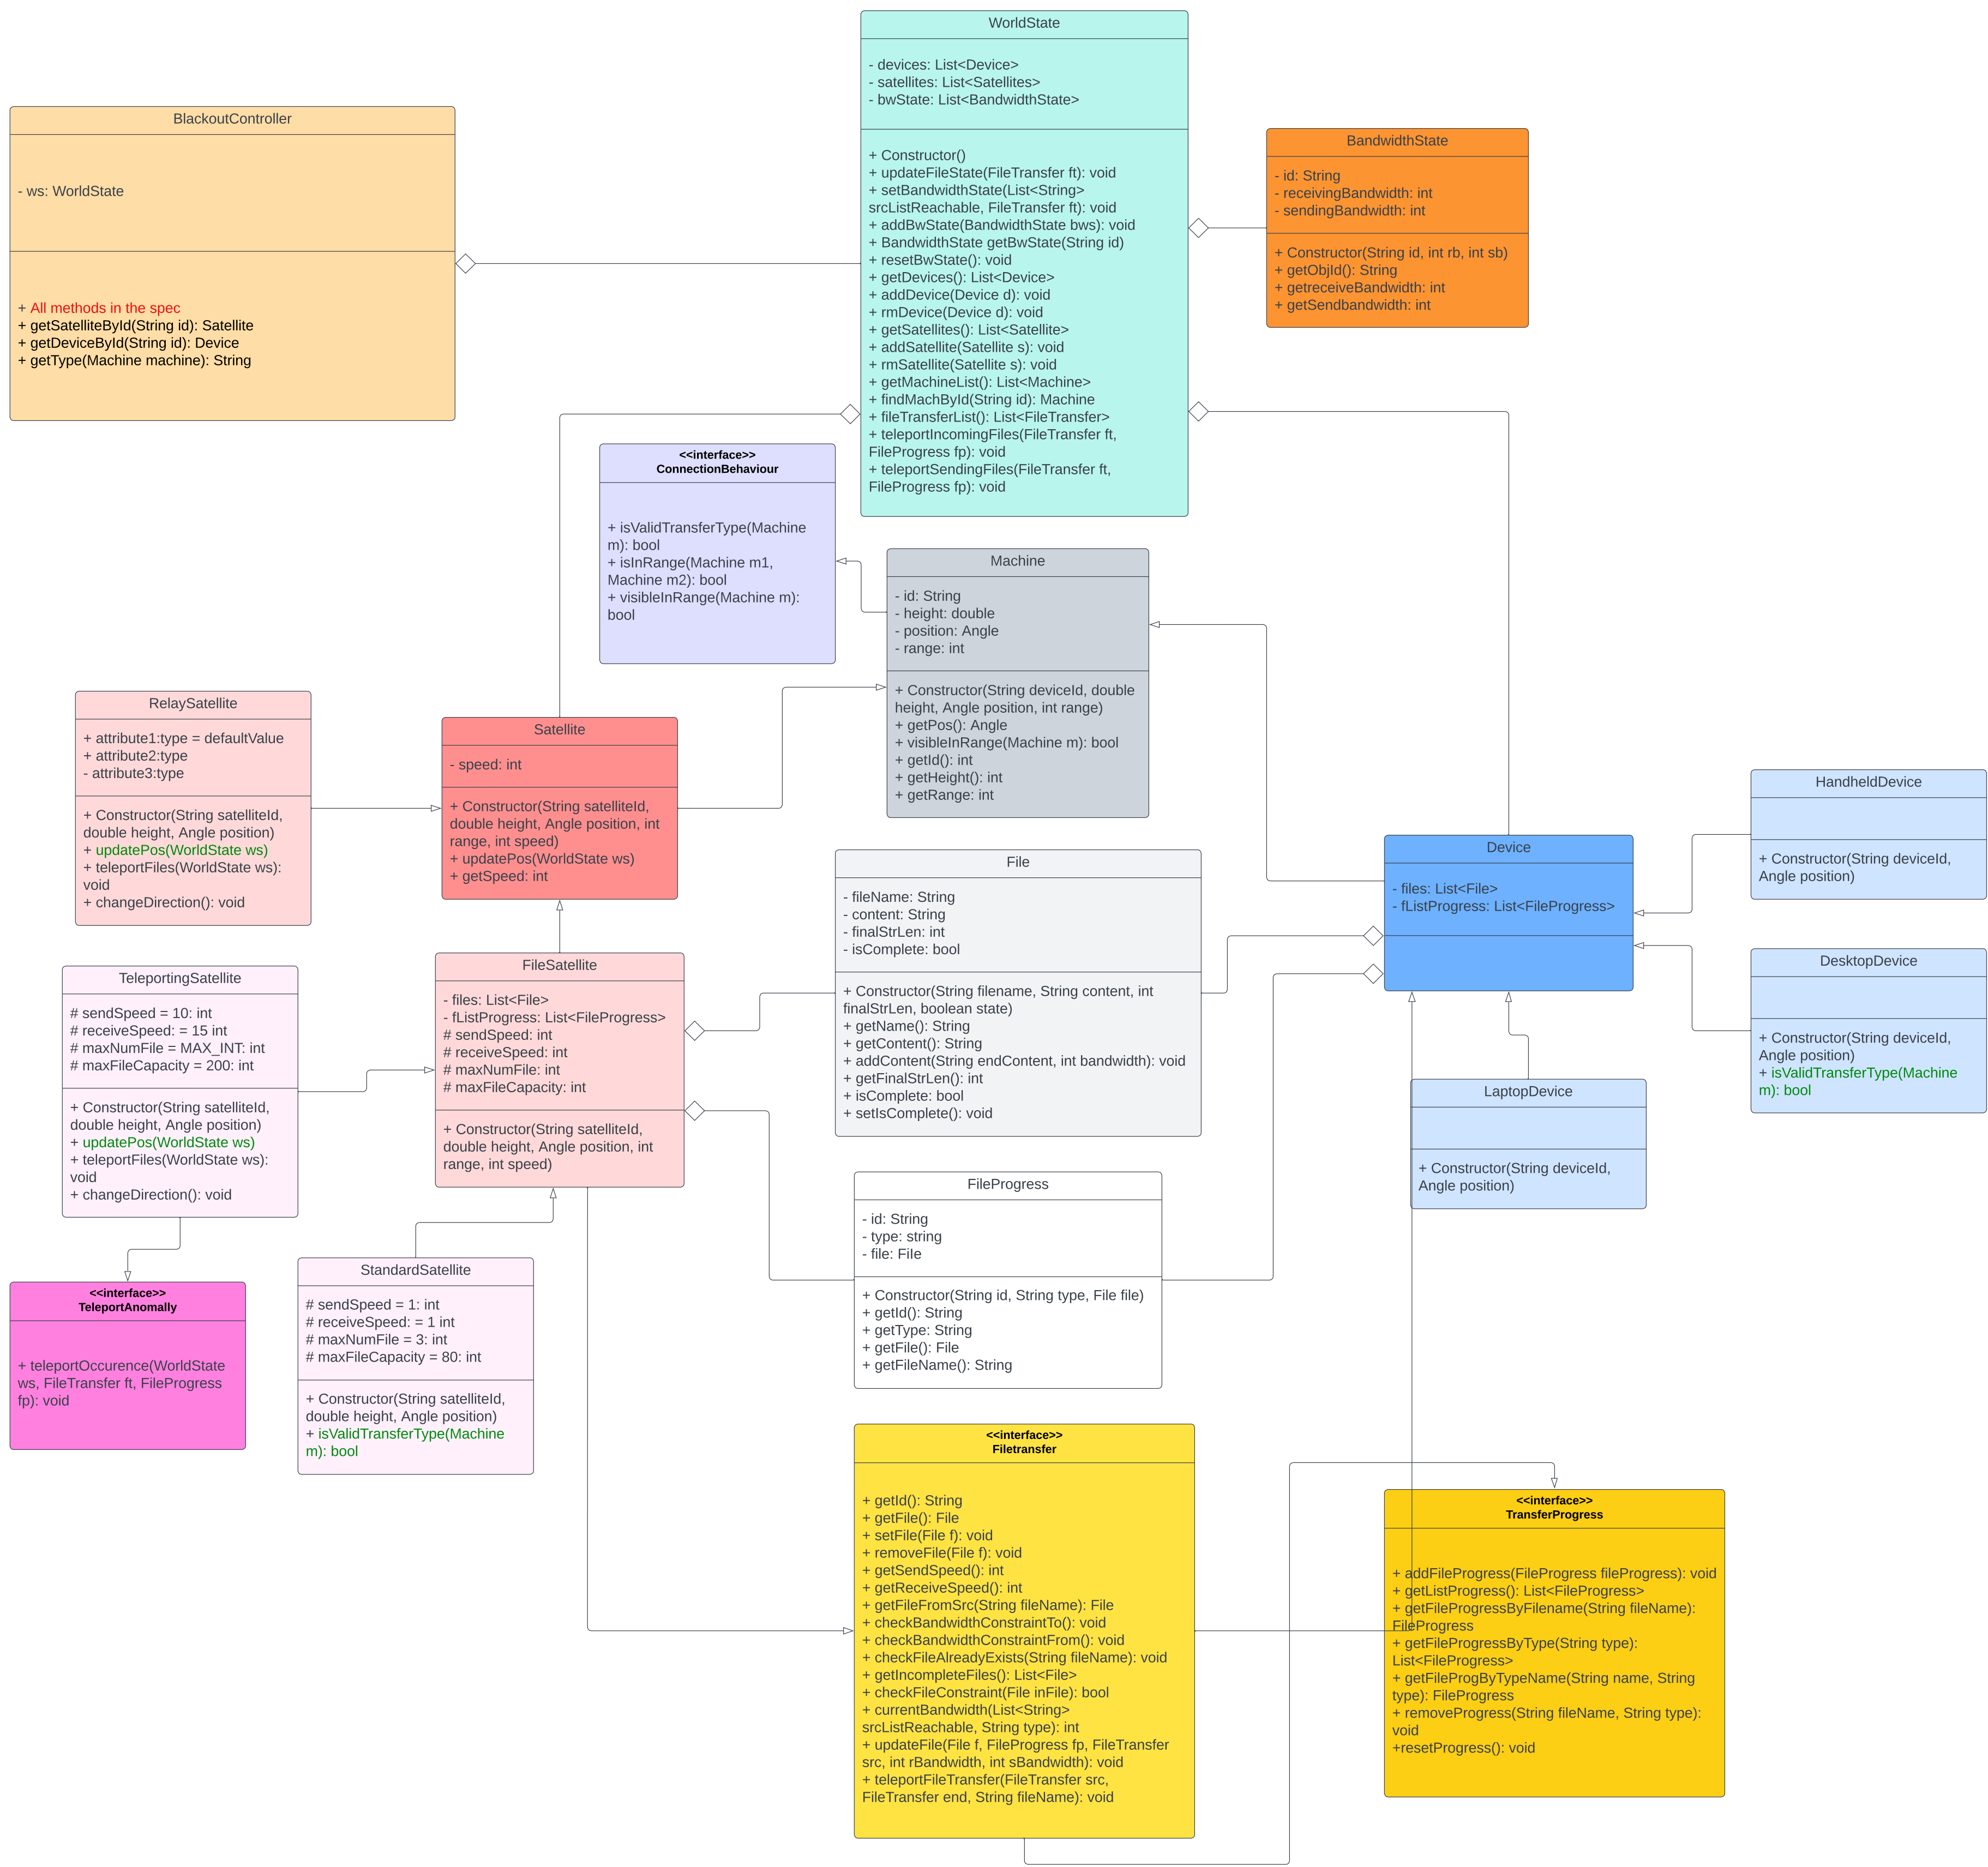 WorldState
- devices: List<Device>
- satellites: List<Satellites>
- bwState: List<BandwidthState>
+ Constructor()
+ updateFileState(FileTransfer ft): void
+ setBandwidthState(List<String>
srcListReachable, FileTransfer ft): void
+ addBwState(BandwidthState bws): void
+ BandwidthState getBwState(String id)
+ resetBwState(): void
+ getDevices(): List<Device>
+ addDevice(Device d): void
+ rmDevice(Device d): void
+ getSatellites(): List<Satellite>
+ addSatellite(Satellite s): void
+ rmSatellite(Satellite s): void
+ getMachineList(): List<Machine>
+ findMachById(String id): Machine
+ fileTransferList(): List<FileTransfer>
+ teleportIncomingFiles(FileTransfer ft,
FileProgress fp): void
+ teleportSendingFiles(FileTransfer ft,
FileProgress fp): void
BlackoutController
- ws: WorldState
+ All methods in the spec
+ getSatelliteById(String id): Satellite
+ getDeviceById(String id): Device
+ getType(Machine machine): String
BandwidthState
- id: String
- receivingBandwidth: int
- sendingBandwidth: int
+ Constructor(String id, int rb, int sb)
+ getObjId(): String
+ getreceiveBandwidth: int
+ getSendbandwidth: int
<<interface>>
ConnectionBehaviour
+ isValidTransferType(Machine
m): bool
+ isInRange(Machine m1,
Machine m2): bool
+ visibleInRange(Machine m):
bool
Machine
- id: String
- height: double
- position: Angle
- range: int
+ Constructor(String deviceId, double
height, Angle position, int range)
+ getPos(): Angle
+ visibleInRange(Machine m): bool
+ getId(): int
+ getHeight(): int
+ getRange: int
RelaySatellite
+ attribute1:type = defaultValue
+ attribute2:type
- attribute3:type
+ Constructor(String satelliteId,
double height, Angle position)
+ updatePos(WorldState ws)
+ teleportFiles(WorldState ws):
void
+ changeDirection(): void
Satellite
- speed: int
+ Constructor(String satelliteId,
double height, Angle position, int
range, int speed)
+ updatePos(WorldState ws)
+ getSpeed: int
HandheldDevice
+ Constructor(String deviceId,
Angle position)
Device
- files: List<File>
- fListProgress: List<FileProgress>
File
- fileName: String
- content: String
- finalStrLen: int
- isComplete: bool
+ Constructor(String filename, String content, int
finalStrLen, boolean state)
+ getName(): String
+ getContent(): String
+ addContent(String endContent, int bandwidth): void
+ getFinalStrLen(): int
+ isComplete: bool
+ setIsComplete(): void
DesktopDevice
+ Constructor(String deviceId,
Angle position)
+ isValidTransferType(Machine
m): bool
FileSatellite
- files: List<File>
- fListProgress: List<FileProgress>
# sendSpeed: int
# receiveSpeed: int
# maxNumFile: int
# maxFileCapacity: int
+ Constructor(String satelliteId,
double height, Angle position, int
range, int speed)
TeleportingSatellite
# sendSpeed = 10: int
# receiveSpeed: = 15 int
# maxNumFile = MAX_INT: int
# maxFileCapacity = 200: int
+ Constructor(String satelliteId,
double height, Angle position)
+ updatePos(WorldState ws)
+ teleportFiles(WorldState ws):
void
+ changeDirection(): void
LaptopDevice
+ Constructor(String deviceId,
Angle position)
FileProgress
- id: String
- type: string
- file: File
+ Constructor(String id, String type, File file)
+ getId(): String
+ getType: String
+ getFile(): File
+ getFileName(): String
StandardSatellite
# sendSpeed = 1: int
# receiveSpeed: = 1 int
# maxNumFile = 3: int
# maxFileCapacity = 80: int
+ Constructor(String satelliteId,
double height, Angle position)
+ isValidTransferType(Machine
m): bool
<<interface>>
TeleportAnomally
+ teleportOccurence(WorldState
ws, FileTransfer ft, FileProgress
fp): void
<<interface>>
Filetransfer
+ getId(): String
+ getFile(): File
+ setFile(File f): void
+ removeFile(File f): void
+ getSendSpeed(): int
+ getReceiveSpeed(): int
+ getFileFromSrc(String fileName): File
+ checkBandwidthConstraintTo(): void
+ checkBandwidthConstraintFrom(): void
+ checkFileAlreadyExists(String fileName): void
+ getIncompleteFiles(): List<File>
+ checkFileConstraint(File inFile): bool
+ currentBandwidth(List<String>
srcListReachable, String type): int
+ updateFile(File f, FileProgress fp, FileTransfer
src, int rBandwidth, int sBandwidth): void
+ teleportFileTransfer(FileTransfer src,
FileTransfer end, String fileName): void
<<interface>>
TransferProgress
+ addFileProgress(FileProgress fileProgress): void
+ getListProgress(): List<FileProgress>
+ getFileProgressByFilename(String fileName):
FileProgress
+ getFileProgressByType(String type):
List<FileProgress>
+ getFileProgByTypeName(String name, String
type): FileProgress
+ removeProgress(String fileName, String type):
void
+resetProgress(): void